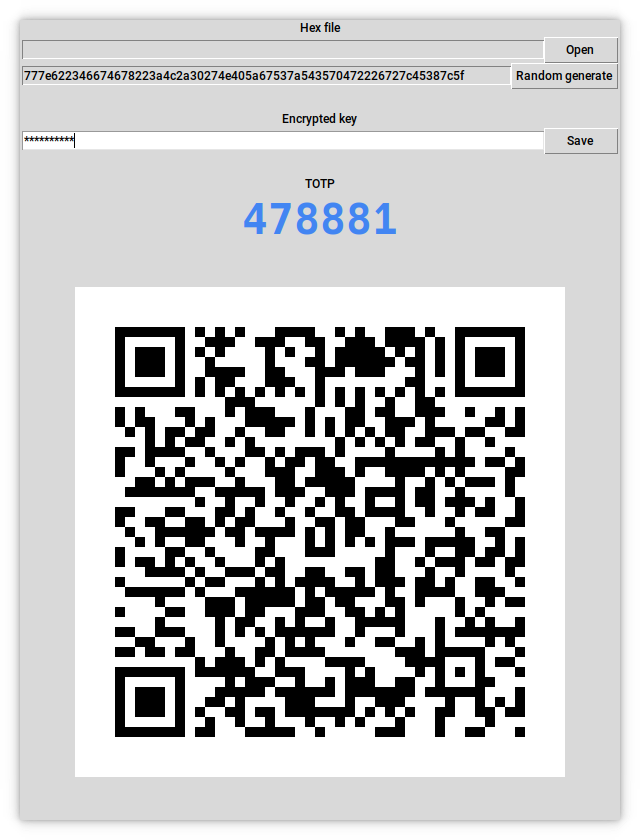 Hex file
Open
777e622346674678223a4c2a30274e405a67537a543570472226727c45387c5f
Random generate
Encrypted key
**********
Save
TOTP
478881